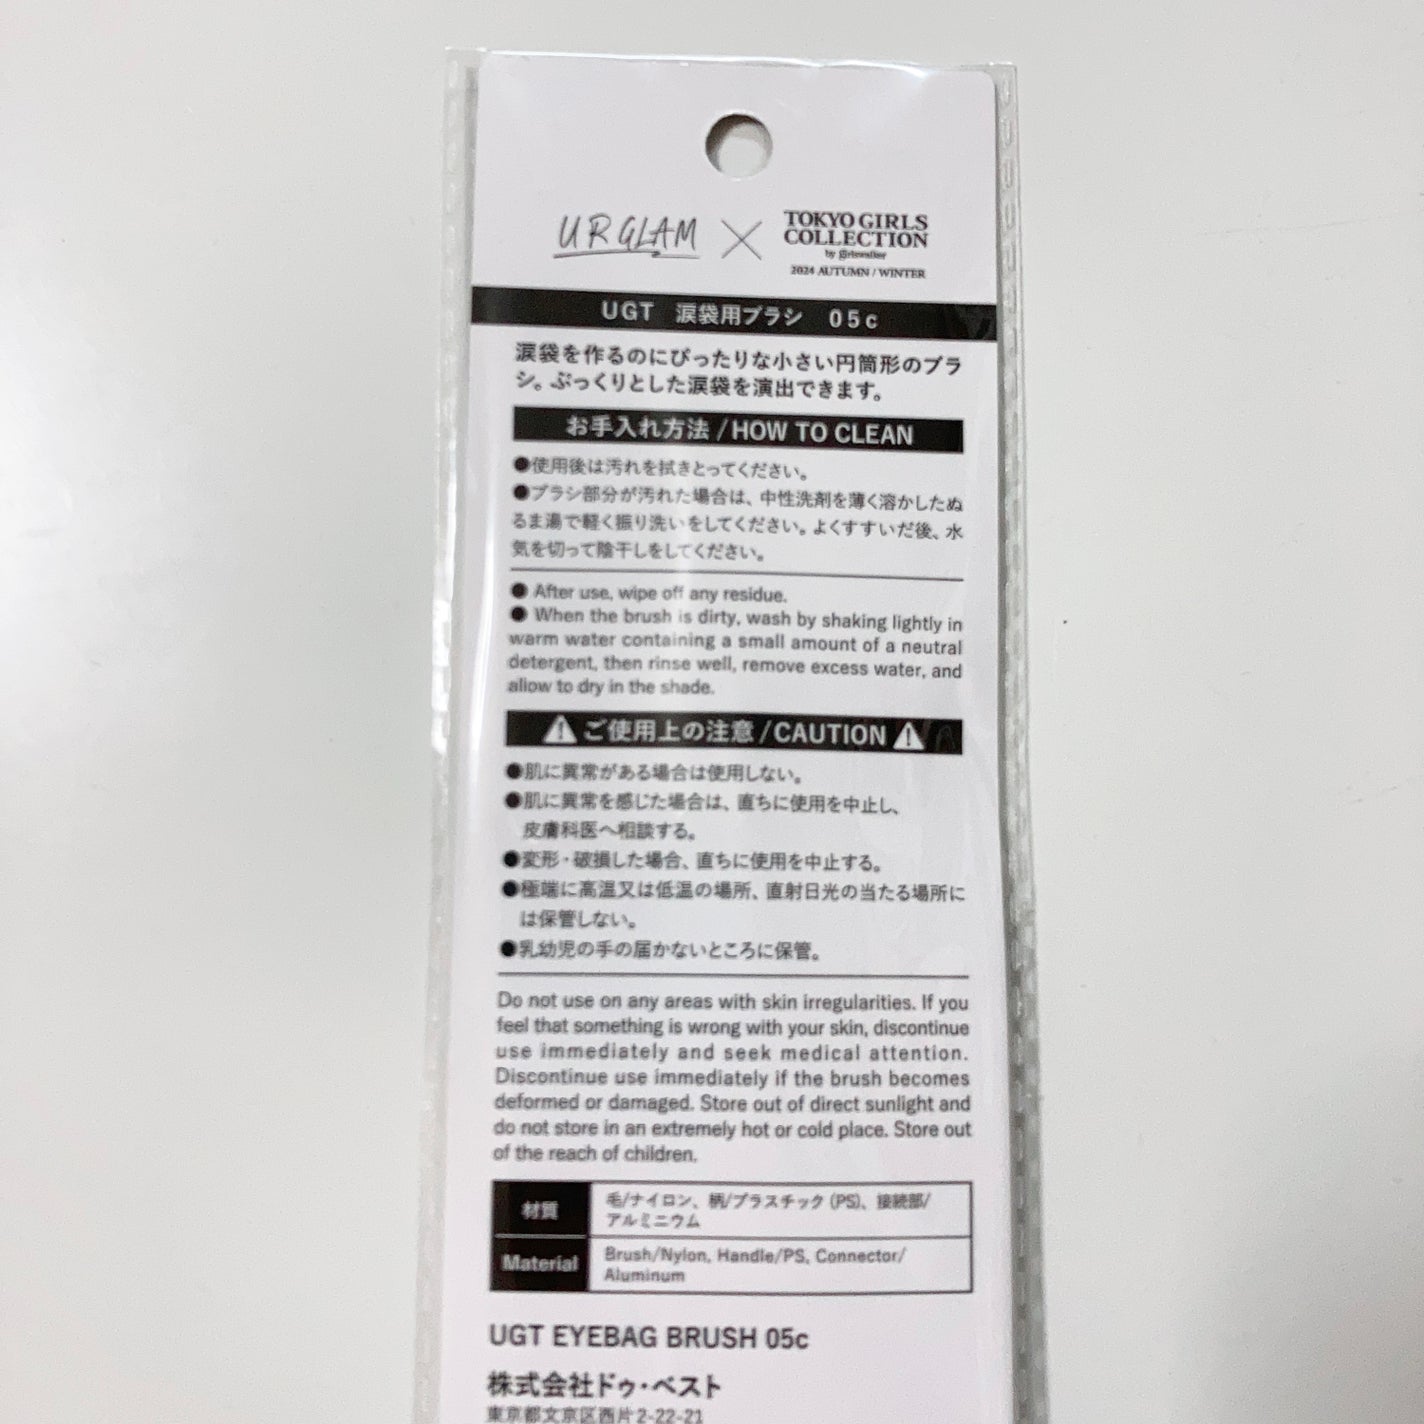 URGLAM × TOKYO GIRLS
COLLECTION
by girlswalker
2024 AUTUMN / WINTER
UGT 涙袋用ブラシ 05c
涙袋を作るのにぴったりな小さい円筒形のブラ
シ。ぷっくりとした涙袋を演出できます。
お手入れ方法/HOW TO CLEAN
●使用後は汚れを拭きとってください。
●ブラシ部分が汚れた場合は、中性洗剤を薄く溶かしたぬ
るま湯で軽く振り洗いをしてください。よくすすいだ後、水
気を切って陰干しをしてください。
● After use, wipe off any residue.
● When the brush is dirty, wash by shaking lightly in
warm water containing a small amount of a neutral
detergent, then rinse well, remove excess water, and
allow to dry in the shade.
⚠ご使用上の注意/CAUTION⚠
●肌に異常がある場合は使用しない。
●肌に異常を感じた場合は、直ちに使用を中止し、
皮膚科医へ相談する。
●変形・破損した場合、直ちに使用を中止する。
●極端に高温又は低温の場所、直射日光の当たる場所に
は保管しない。
●乳幼児の手の届かないところに保管。
Do not use on any areas with skin irregularities. If you
feel that something is wrong with your skin, discontinue
use immediately and seek medical attention.
Discontinue use immediately if the brush becomes
deformed or damaged. Store out of direct sunlight and
do not store in an extremely hot or cold place. Store out
of the reach of children.
材質 毛/ナイロン、柄/プラスチック(PS)、接続部/
アルミニウム
Material Brush/Nylon, Handle/PS, Connector/
Aluminum
UGT EYEBAG BRUSH 05c
株式会社ドゥ・ベスト
東京都文京区西片2-22-21